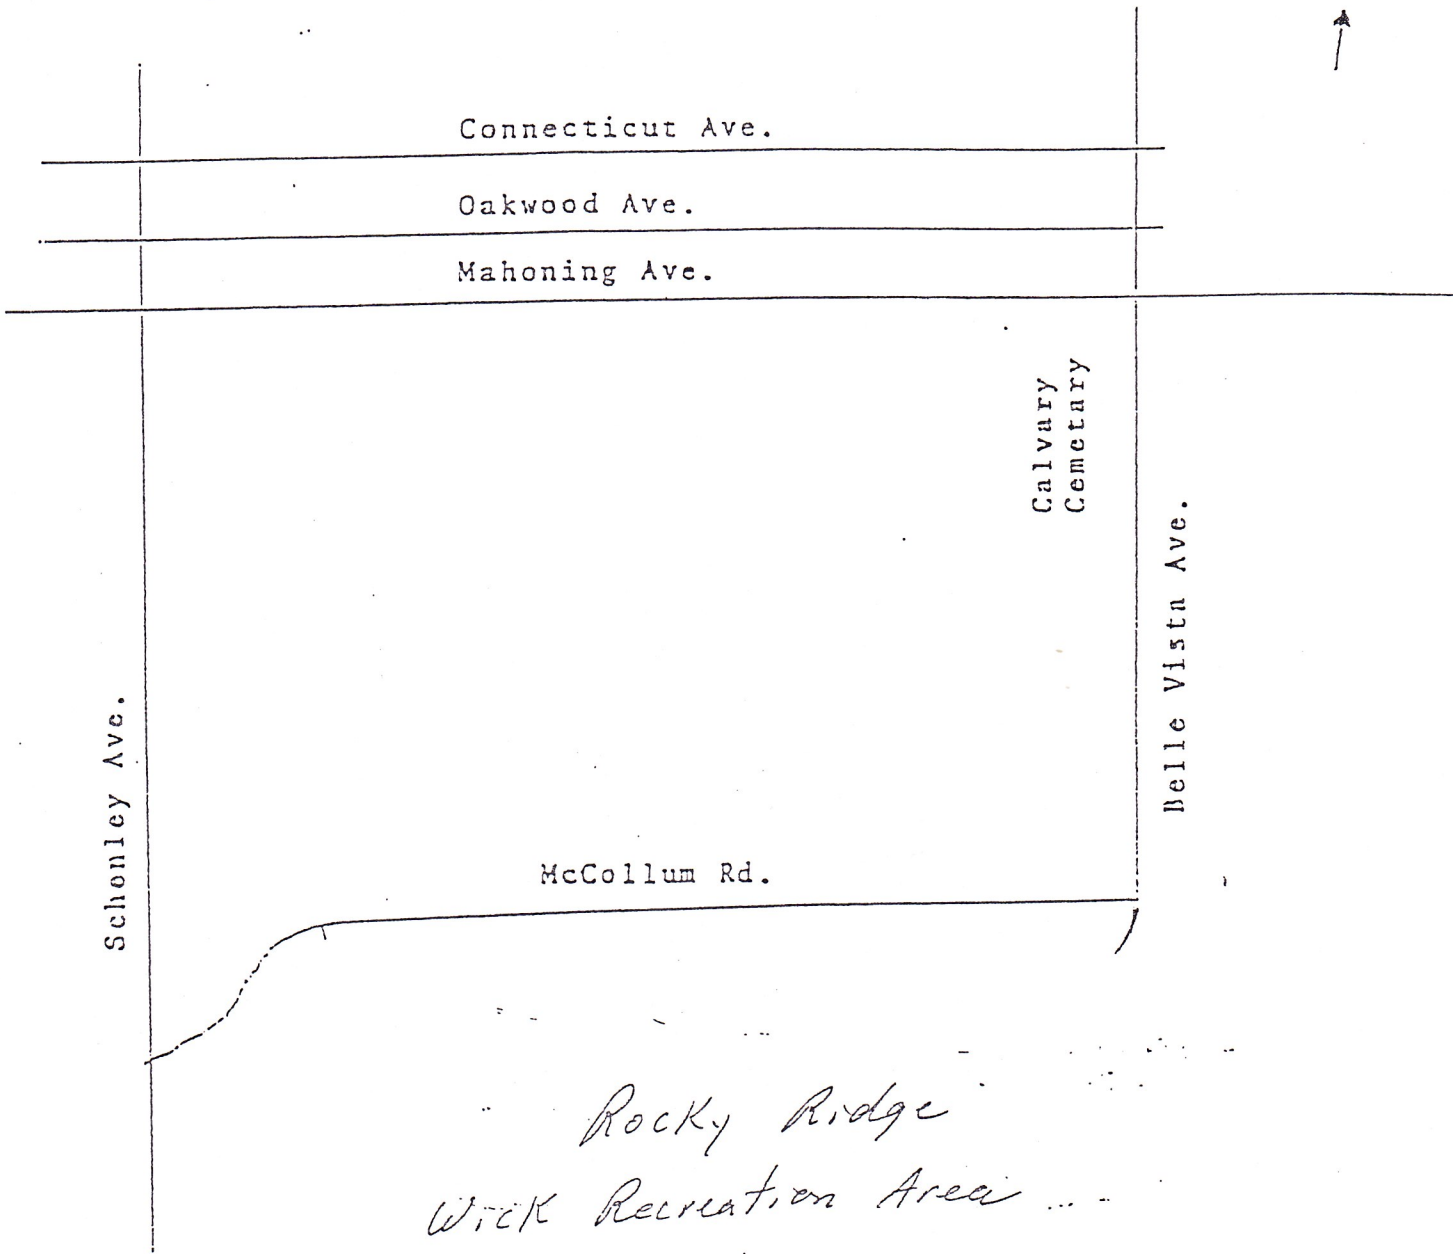 Connecticut Ave.
Oakwood Ave.
Mahoning Ave.
Calvary
Cemetary
Belle Vista Ave.
Schonley Ave.
McCollum Rd.
Rocky Ridge
Wick Recreation Area